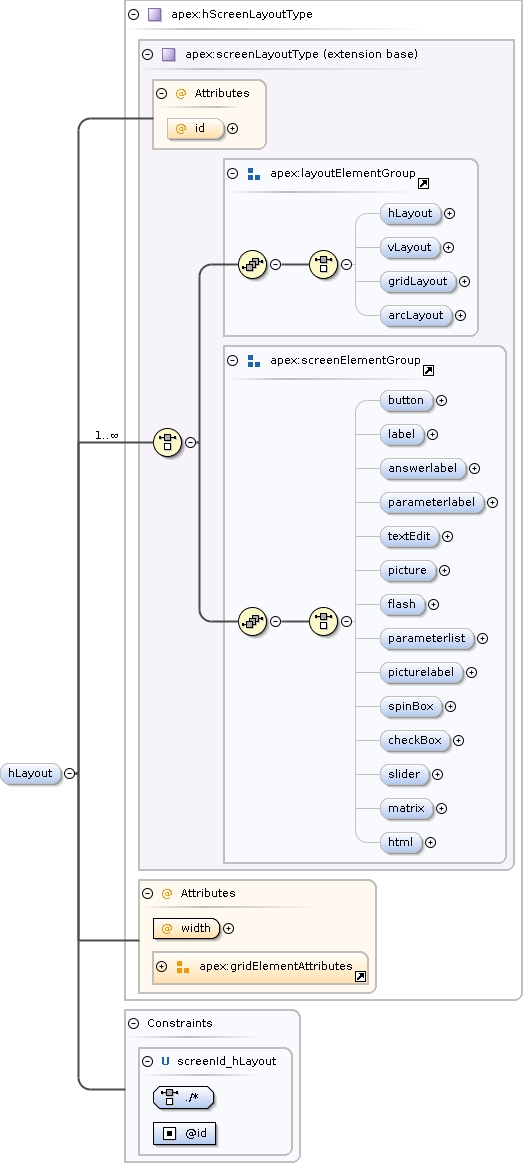 apex:hScreenLayoutType
apex:screenLayoutType (extension base)
@ Attributes
@ id
apex:layoutElementGroup
hLayout
vLayout
gridLayout
arcLayout
apex:screenElementGroup
button
label
answerlabel
parameterlabel
1..∞
textEdit
picture
flash
parameterlist
picturelabel
spinBox
checkBox
hLayout
slider
matrix
html
@ Attributes
@ width
apex:gridElementAttributes
Constraints
U screenId_hLayout
./*
@id